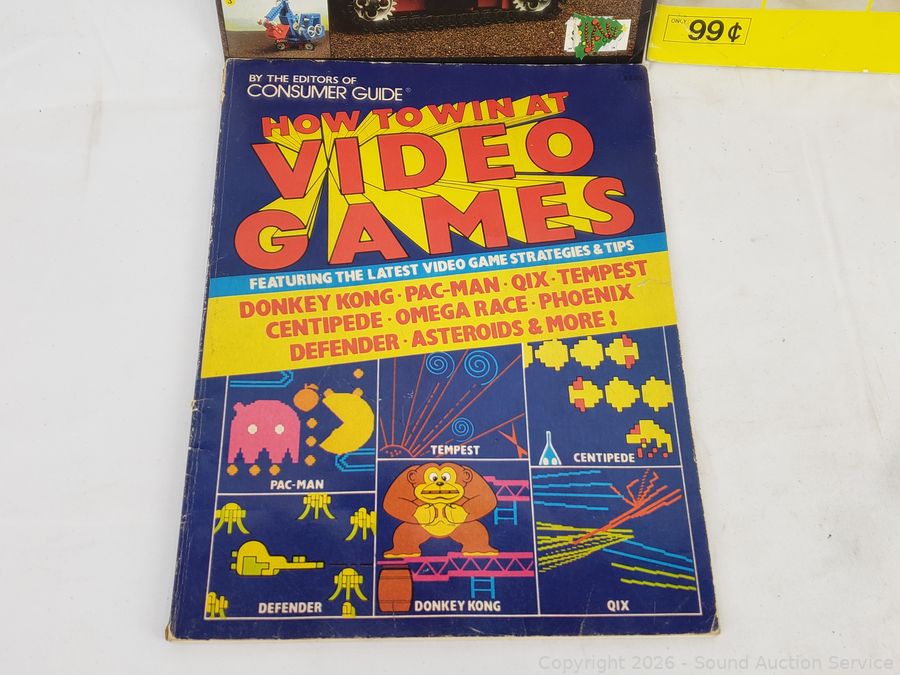 3
ONLY 99¢
BY THE EDITORS OF
CONSUMER GUIDE®
HOW TO WIN AT
VIDEO
GAMES
FEATURING THE LATEST VIDEO GAME STRATEGIES & TIPS
DONKEY KONG · PAC-MAN · QIX · TEMPEST
CENTIPEDE · OMEGA RACE · PHOENIX
DEFENDER · ASTEROIDS & MORE!
PAC-MAN
TEMPEST
CENTIPEDE
DEFENDER
DONKEY KONG
QIX
Copyright 2026 - Sound Auction Service